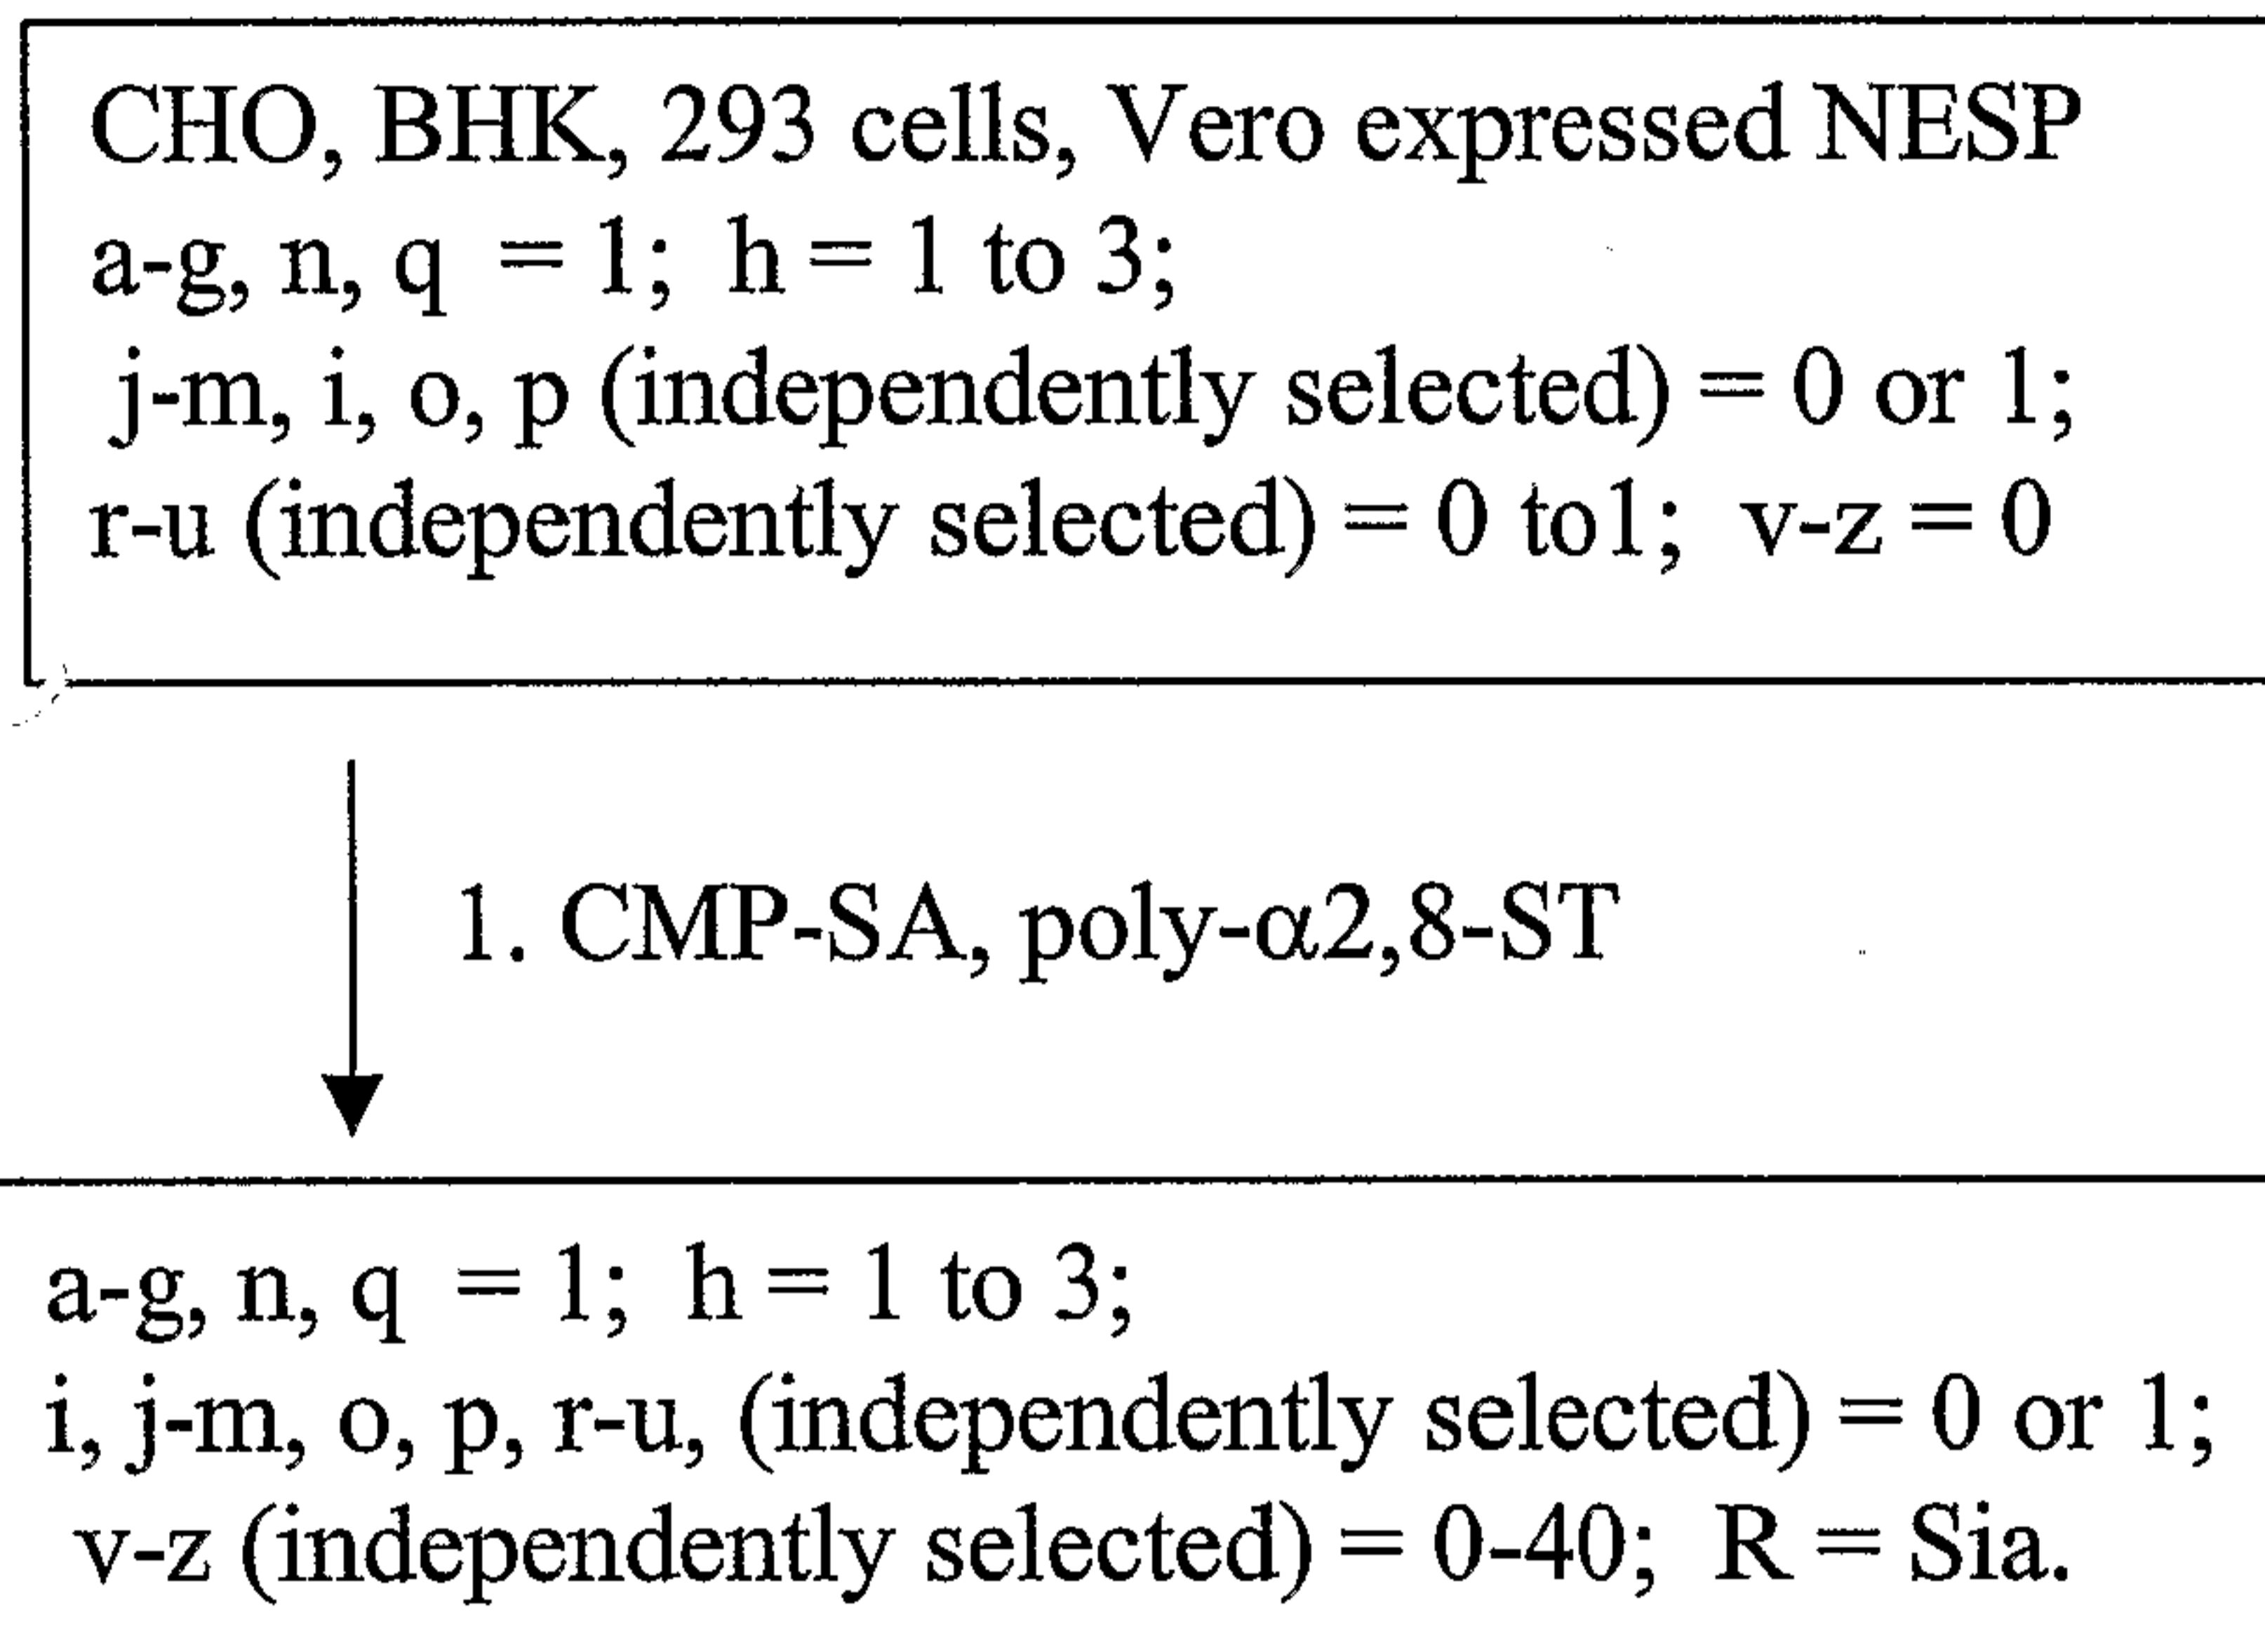 CHO, BHK, 293 cells, Vero expressed NESP
a-g, n, q = 1; h = 1 to 3;
j-m, i, o, p (independently selected) = 0 or 1;
r-u (independently selected) = 0 to1; v-z = 0
1. CMP-SA, poly-α2,8-ST
a-g, n, q = 1; h = 1 to 3;
i, j-m, o, p, r-u, (independently selected) = 0 or 1;
v-z (independently selected) = 0-40; R = Sia.